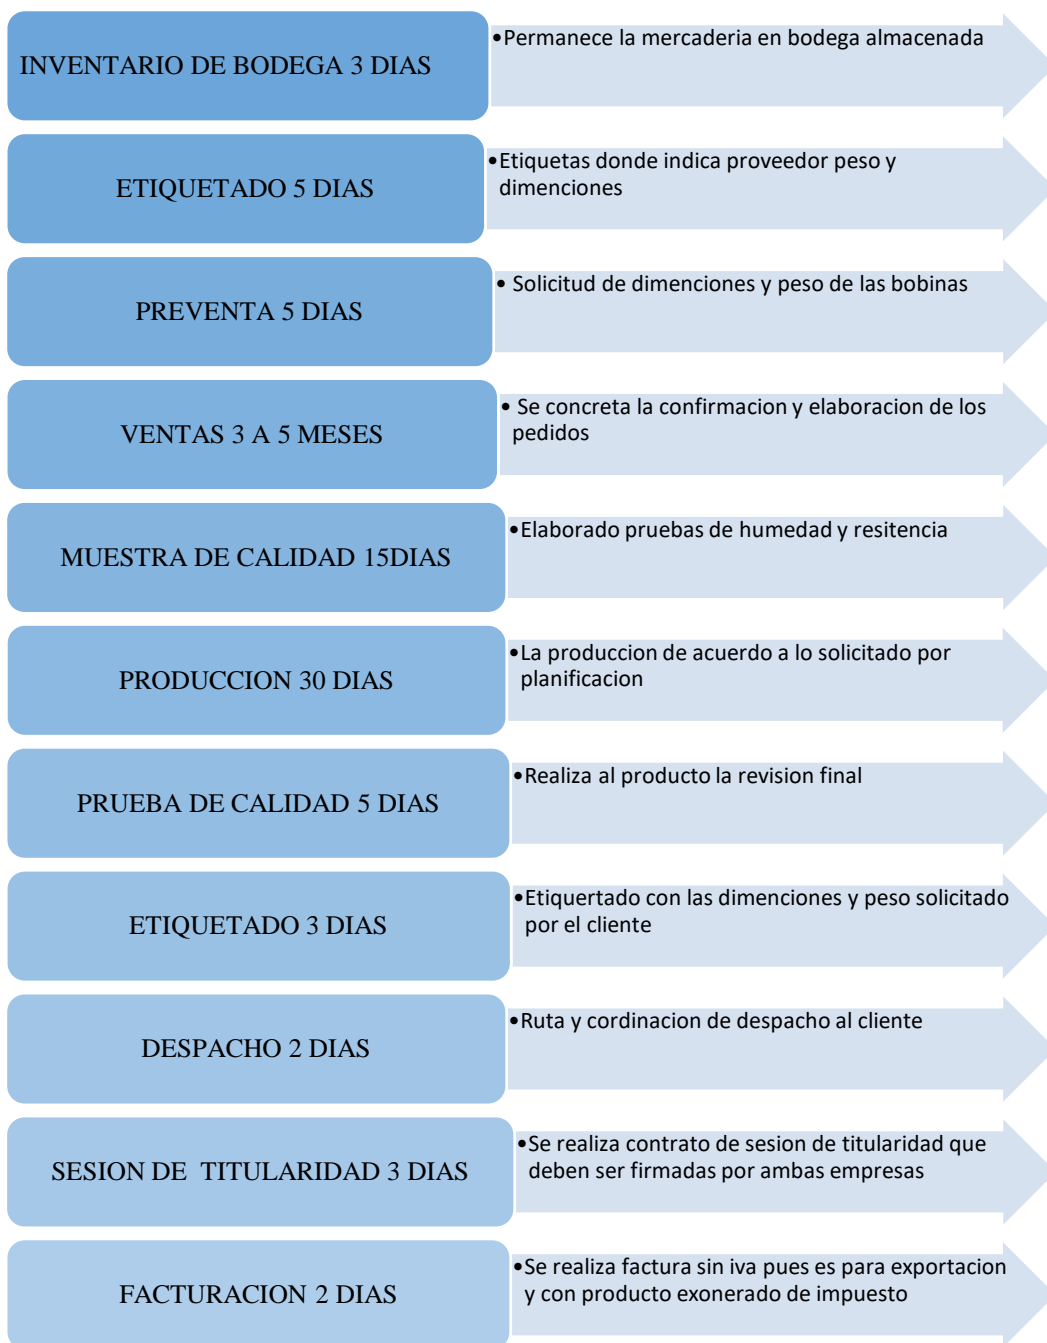 INVENTARIO DE BODEGA 3 DIAS
•Permanece la mercaderia en bodega almacenada
ETIQUETADO 5 DIAS
•Etiquetas donde indica proveedor peso y
dimenciones
PREVENTA 5 DIAS
• Solicitud de dimenciones y peso de las bobinas
VENTAS 3 A 5 MESES
• Se concreta la confirmacion y elaboracion de los
pedidos
MUESTRA DE CALIDAD 15DIAS
•Elaborado pruebas de humedad y resitencia
PRODUCCION 30 DIAS
•La produccion de acuerdo a lo solicitado por
planificacion
PRUEBA DE CALIDAD 5 DIAS
•Realiza al producto la revision final
ETIQUETADO 3 DIAS
•Etiquertado con las dimenciones y peso solicitado
por el cliente
DESPACHO 2 DIAS
•Ruta y cordinacion de despacho al cliente
SESION DE  TITULARIDAD 3 DIAS
•Se realiza contrato de sesion de titularidad que
deben ser firmadas por ambas empresas
FACTURACION 2 DIAS
•Se realiza factura sin iva pues es para exportacion
y con producto exonerado de impuesto